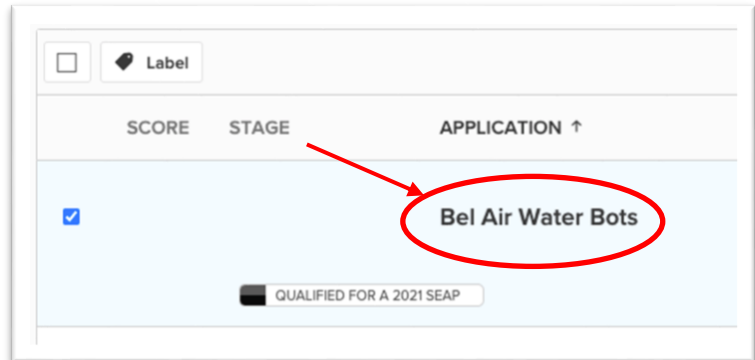 Label
SCORE STAGE APPLICATION ↑
Bel Air Water Bots
QUALIFIED FOR A 2021 SEAP